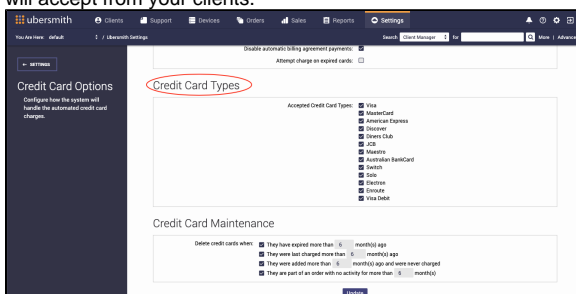 will accept from your clients.
ubersmith Clients Support Devices Orders Sales Reports Settings
You Are Here: default / Ubersmith Settings Search Client Manager for More | Advance
Disable automatic billing agreement payments:
Attempt charge on expired cards:
← SETTINGS
Credit Card Options
Configure how the system will
handle the automated credit card
charges.
Credit Card Types
Accepted Credit Card Types: Visa
MasterCard
American Express
Discover
Diners Club
JCB
Maestro
Australian BankCard
Switch
Solo
Electron
Enroute
Visa Debit
Credit Card Maintenance
Delete credit cards when: They have expired more than 6 month(s) ago
They were last charged more than 6 month(s) ago
They were added more than 6 month(s) ago and were never charged
They are part of an order with no activity for more than 6 month(s)
Update